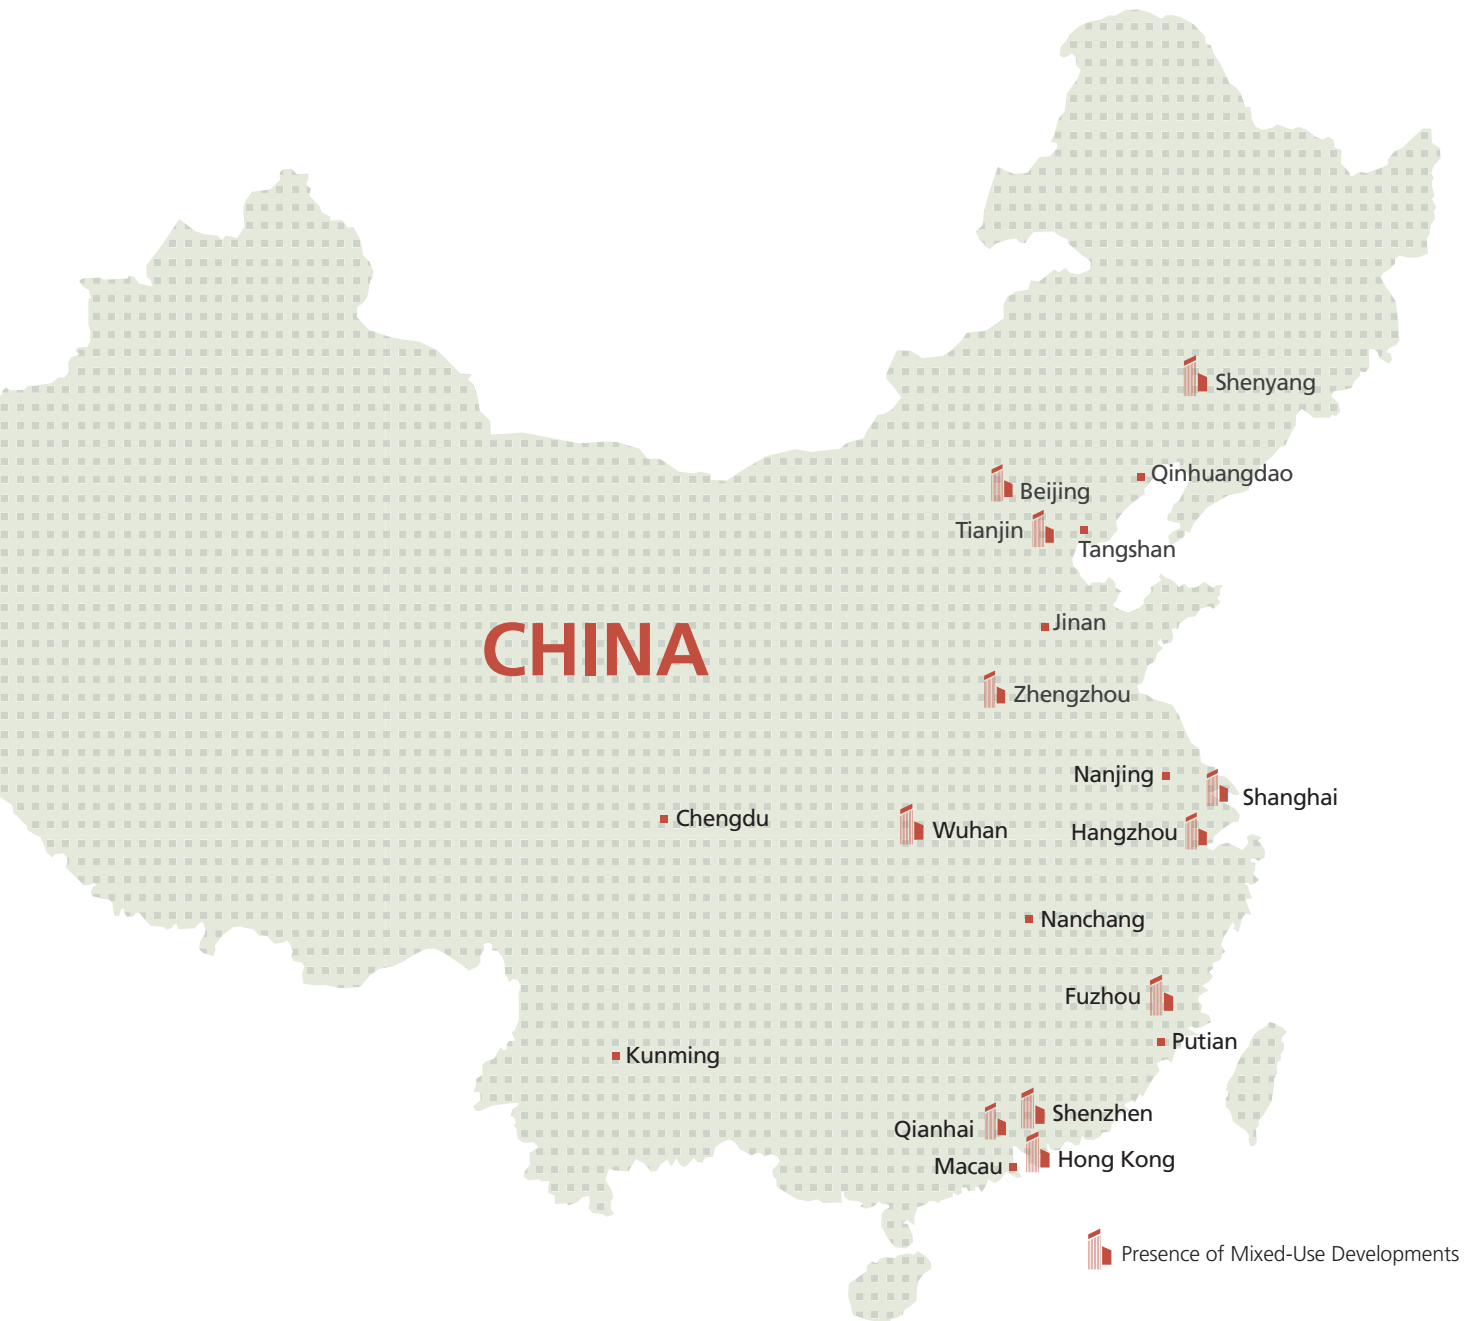 Shenyang
Qinhuangdao
Beijing
Tianjin
Tangshan
Jinan
CHINA
Zhengzhou
Nanjing
Shanghai
Chengdu
Wuhan
Hangzhou
Nanchang
Fuzhou
Putian
Kunming
Shenzhen
Qianhai
Hong Kong
Macau
Presence of Mixed-Use Developments